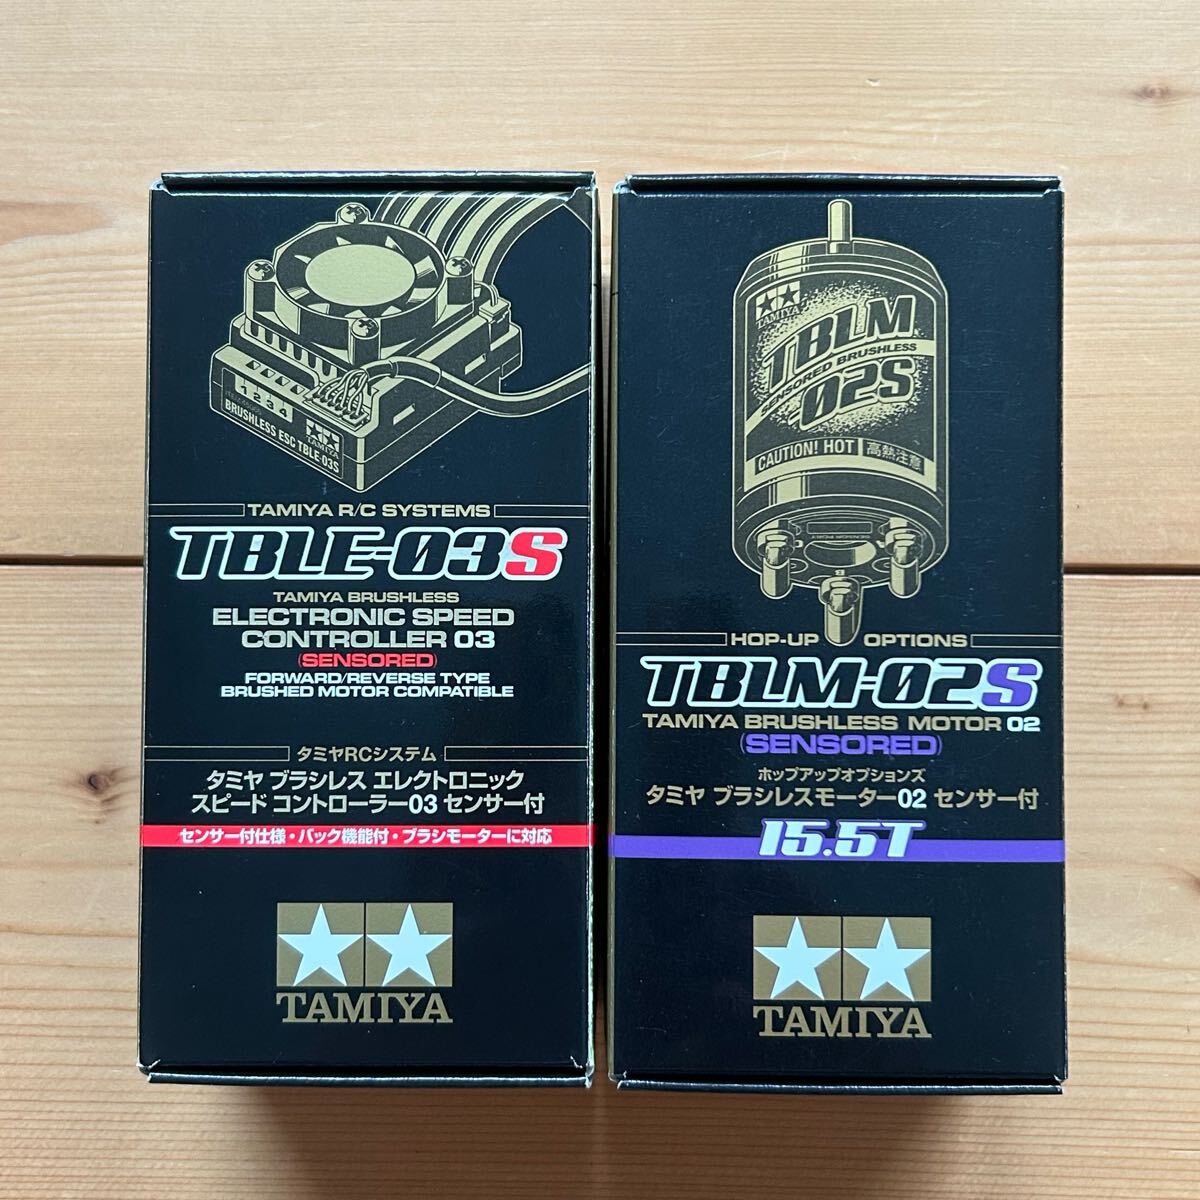 1 2 3 4
BRUSHLESS ESC TBLE-03S
TAMIYA
TAMIYA R/C SYSTEMS
TBLE-03S
TAMIYA BRUSHLESS
ELECTRONIC SPEED
CONTROLLER 03
(SENSORED)
FORWARD/REVERSE TYPE
BRUSHED MOTOR COMPATIBLE
タミヤRCシステム
タミヤ ブラシレス エレクトロニック
スピード コントローラー03 センサー付
センサー付仕様・バック機能付・ブラシモーターに対応
TAMIYA
TAMIYA
TBLM
SENSORED BRUSHLESS
-02S
CAUTION! HOT 高熱注意
HOP-UP OPTIONS
TBLM-02S
TAMIYA BRUSHLESS MOTOR 02
(SENSORED)
ホップアップオプションズ
タミヤ ブラシレスモーター02 センサー付
15.5T
TAMIYA